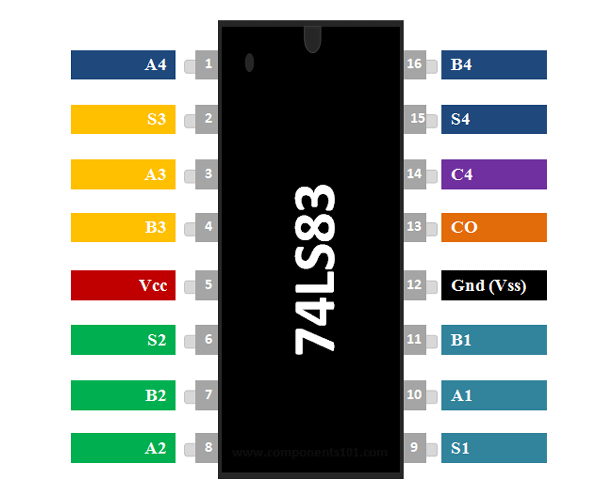 A4 1 16 B4
S3 2 15 S4
A3 3 14 C4
B3 4 13 CO
Vcc 5 12 Gnd (Vss)
S2 6 11 B1
B2 7 10 A1
A2 8 9 S1
74LS83
www.components101.com